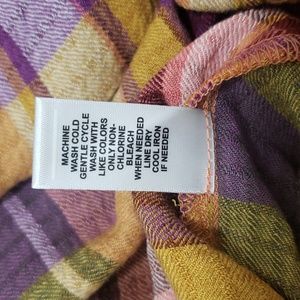 MACHINE
WASH COLD
GENTLE CYCLE
WASH WITH
LIKE COLORS
ONLY NON-
CHLORINE
BLEACH
WHEN NEEDED
LINE DRY
COOL IRON
IF NEEDED